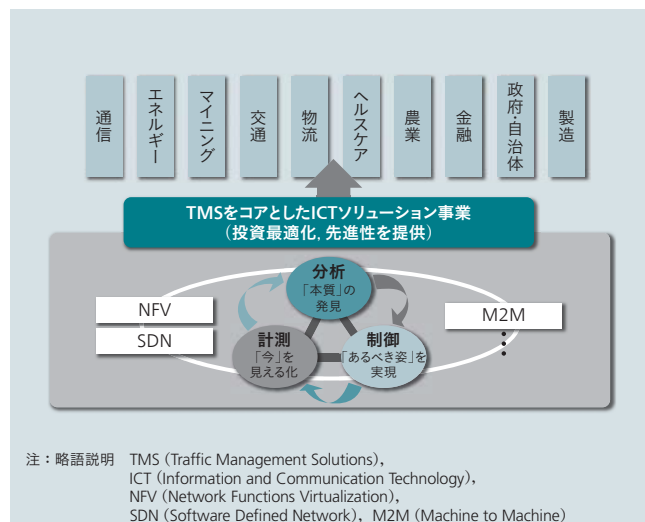 通信
エネルギー
マイニング
交通
物流
ヘルスケア
農業
金融
政府・自治体
製造
TMSをコアとしたICTソリューション事業
(投資最適化, 先進性を提供)
分析
「本質」の
発見
NFV
SDN
M2M
計測
「今」を
見える化
制御
「あるべき姿」を
実現
注:略語説明 TMS(Traffic Management Solutions),
ICT(Information and Communication Technology),
NFV(Network Functions Virtualization),
SDN(Software Defined Network), M2M(Machine to Machine)